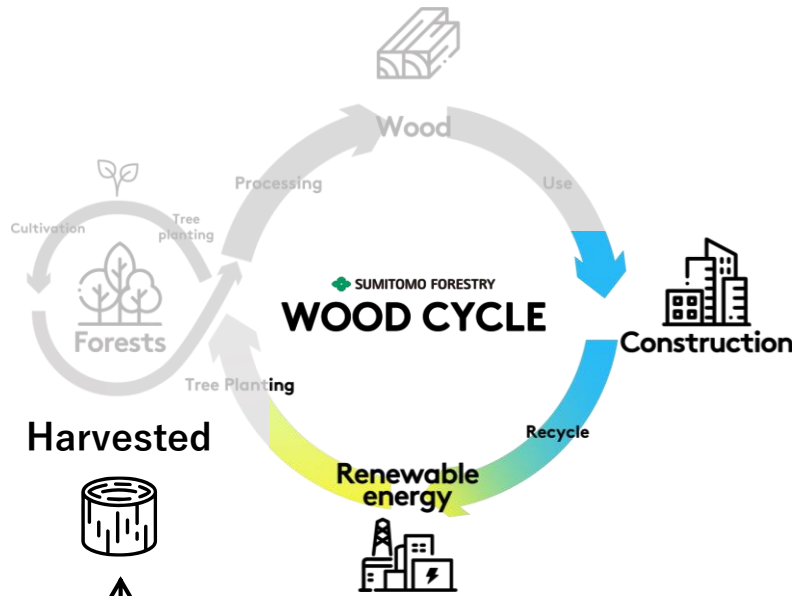 Wood
Processing
Use
Cultivation
Tree
planting
SUMITOMO FORESTRY
WOOD CYCLE
Forests
Construction
Tree Planting
Harvested
Recycle
Renewable
energy